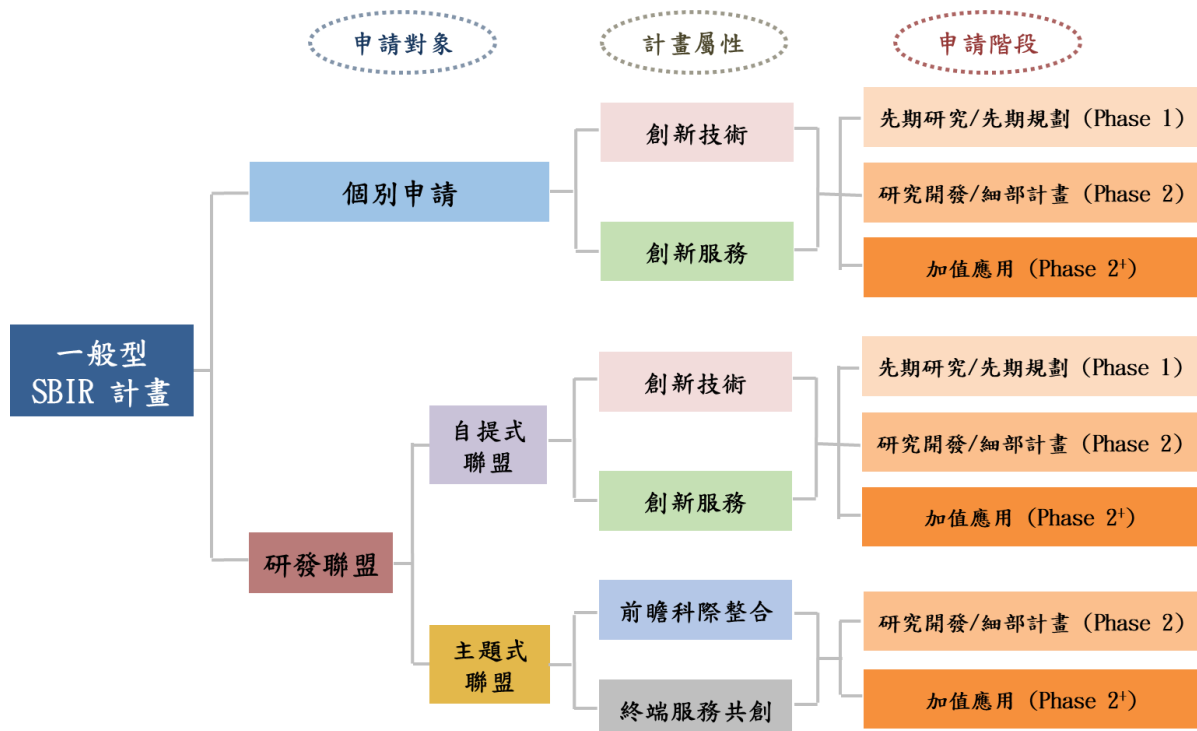 申請對象
計畫屬性
申請階段
一般型
SBIR 計畫
個別申請
創新技術
創新服務
先期研究/先期規劃 (Phase 1)
研究開發/細部計畫 (Phase 2)
加值應用 (Phase 2⁺)
研發聯盟
自提式
聯盟
創新技術
創新服務
先期研究/先期規劃 (Phase 1)
研究開發/細部計畫 (Phase 2)
加值應用 (Phase 2⁺)
主題式
聯盟
前瞻科際整合
終端服務共創
研究開發/細部計畫 (Phase 2)
加值應用 (Phase 2⁺)